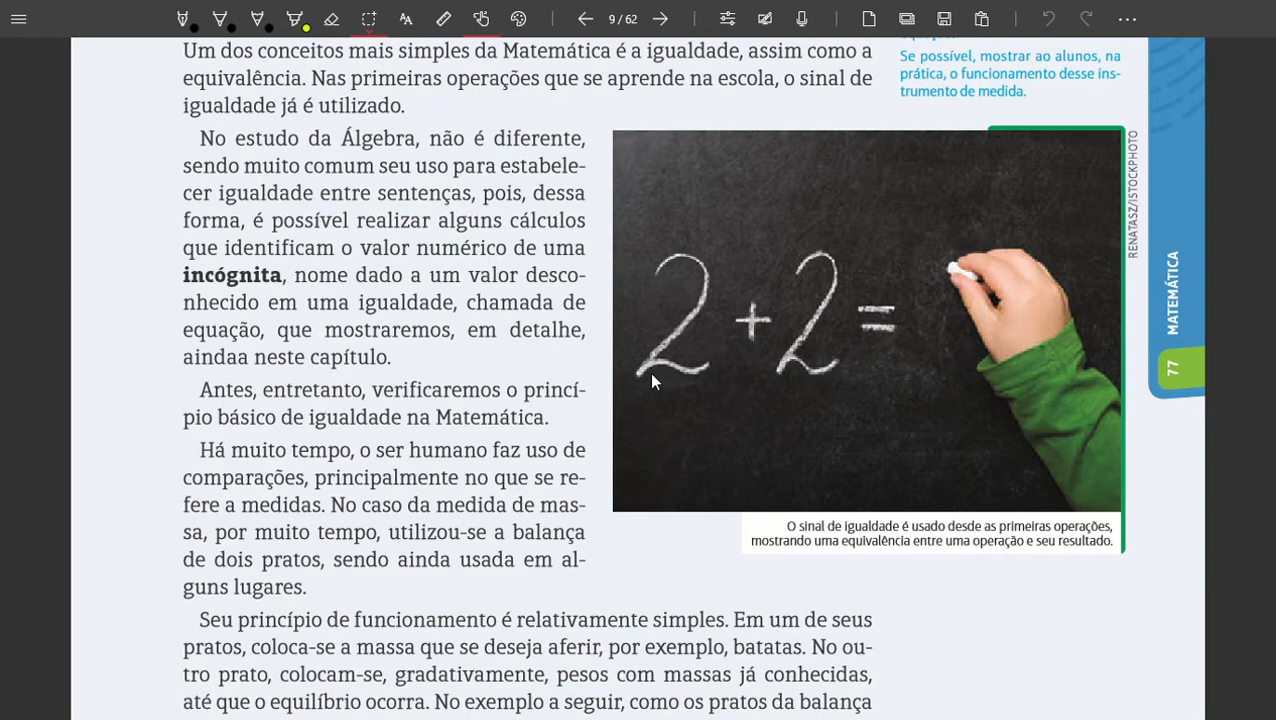 9 / 62
Um dos conceitos mais simples da Matemática é a igualdade, assim como a
equivalência. Nas primeiras operações que se aprende na escola, o sinal de
igualdade já é utilizado.
Se possível, mostrar ao alunos, na
prática, o funcionamento desse ins-
trumento de medida.
No estudo da Álgebra, não é diferente,
sendo muito comum seu uso para estabele-
cer igualdade entre sentenças, pois, dessa
forma, é possível realizar alguns cálculos
que identificam o valor numérico de uma
incógnita, nome dado a um valor desco-
nhecido em uma igualdade, chamada de
equação, que mostraremos, em detalhe,
aindaa neste capítulo.
Antes, entretanto, verificaremos o princí-
pio básico de igualdade na Matemática.
Há muito tempo, o ser humano faz uso de
comparações, principalmente no que se re-
fere a medidas. No caso da medida de mas-
sa, por muito tempo, utilizou-se a balança
de dois pratos, sendo ainda usada em al-
guns lugares.
2 + 2 =
RENATASZ/ISTOCKPHOTO
O sinal de igualdade é usado desde as primeiras operações,
mostrando uma equivalência entre uma operação e seu resultado.
MATEMÁTICA
77
Seu princípio de funcionamento é relativamente simples. Em um de seus
pratos, coloca-se a massa que se deseja aferir, por exemplo, batatas. No ou-
tro prato, colocam-se, gradativamente, pesos com massas já conhecidas,
até que o equilíbrio ocorra. No exemplo a seguir, como os pratos da balança